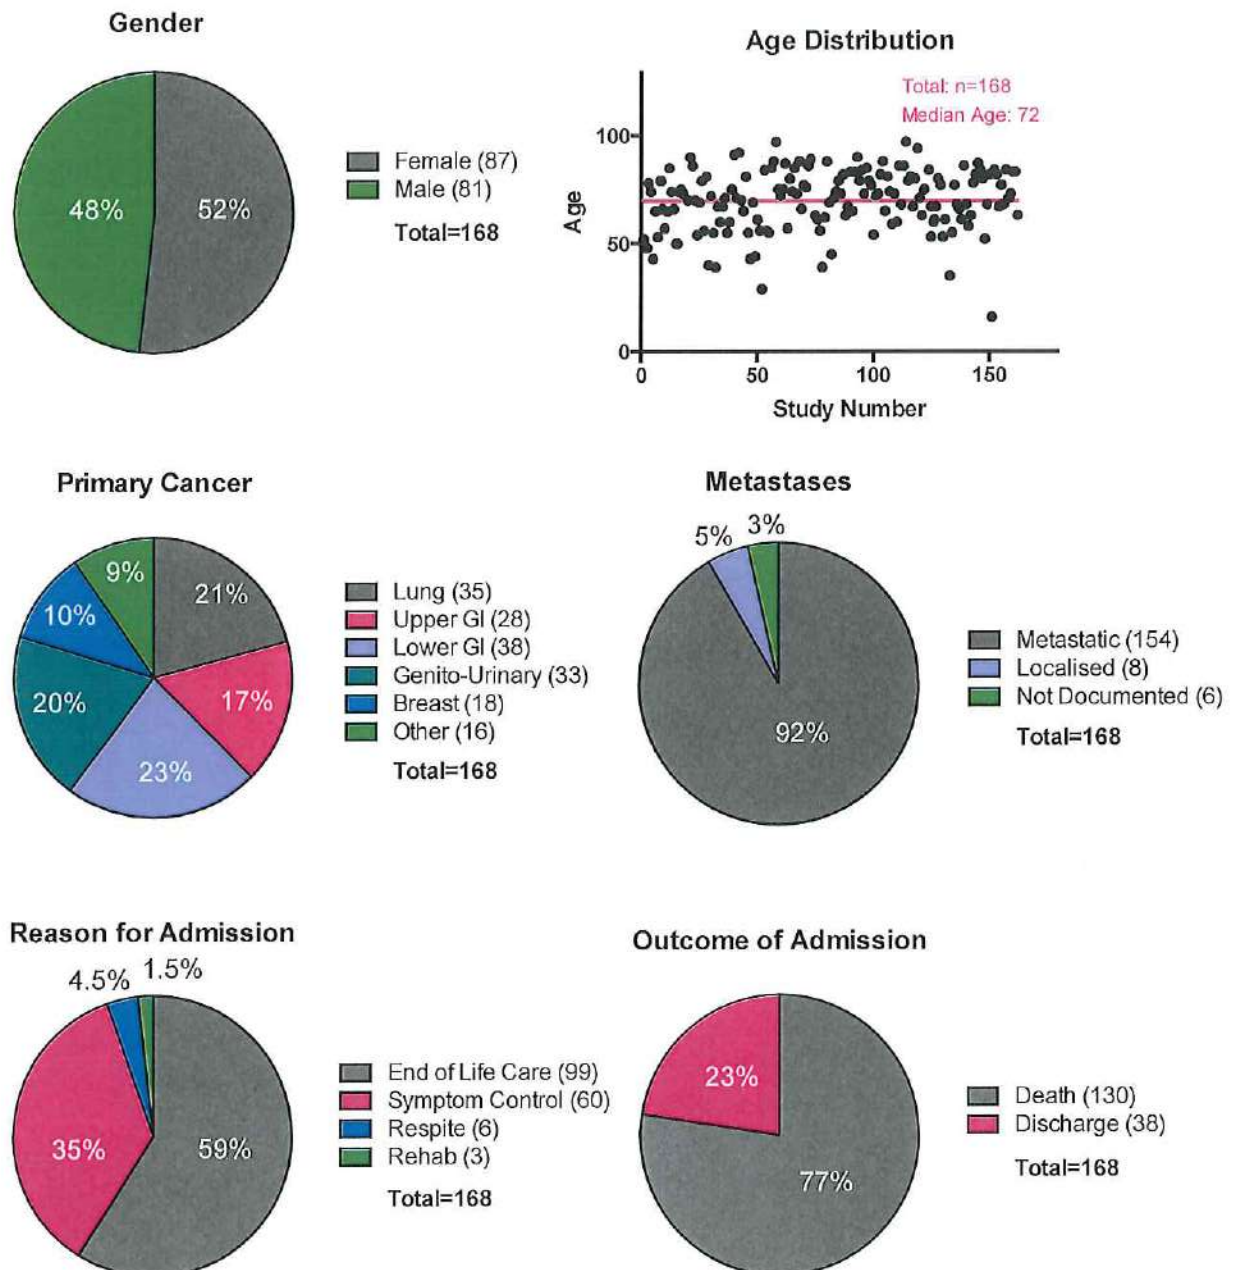 Gender
48%
52%
Female (87)
Male (81)
Total=168
Age Distribution
Total: n=168
Median Age: 72
Age
100
50
0
0
50
100
150
Study Number
Primary Cancer
9%
21%
10%
20%
17%
23%
Lung (35)
Upper GI (28)
Lower GI (38)
Genito-Urinary (33)
Breast (18)
Other (16)
Total=168
Metastases
5%
3%
92%
Metastatic (154)
Localised (8)
Not Documented (6)
Total=168
Reason for Admission
4.5%
1.5%
35%
59%
End of Life Care (99)
Symptom Control (60)
Respite (6)
Rehab (3)
Total=168
Outcome of Admission
23%
77%
Death (130)
Discharge (38)
Total=168